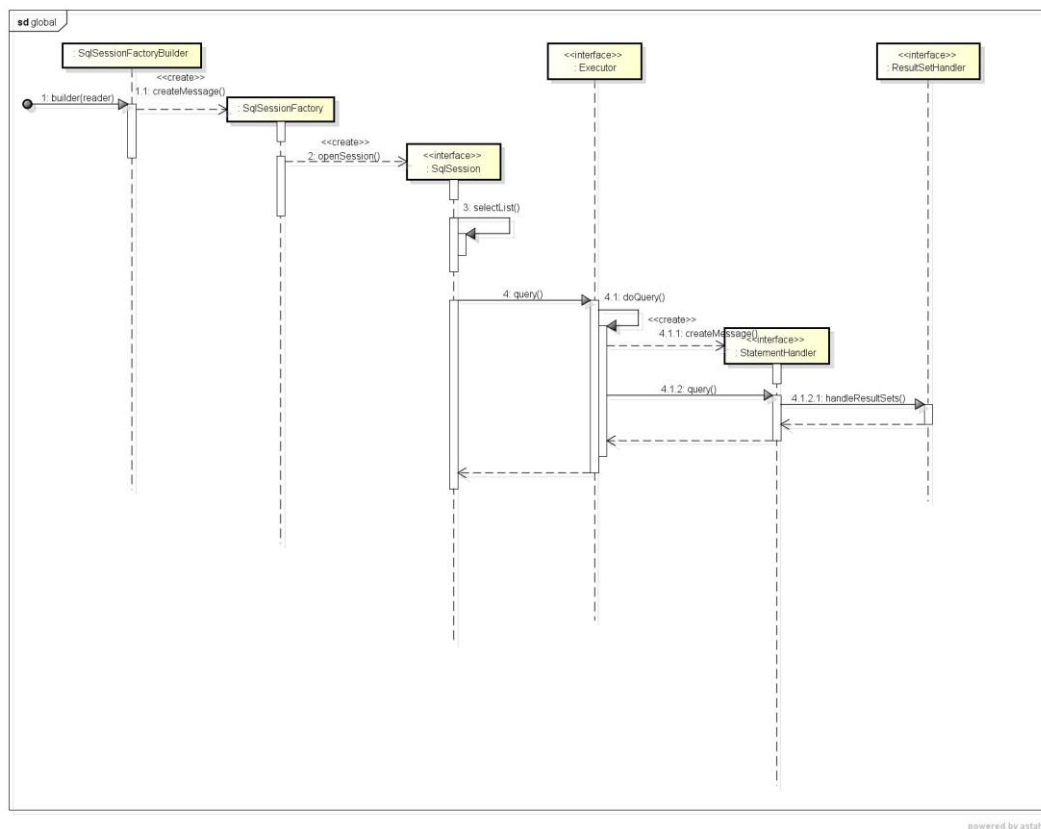 sd global
: SqlSessionFactoryBuilder
<<interface>>
: Executor
<<interface>>
: ResultSetHandler
<<create>>
1: builder(reader)
1.1: createMessage()
: SqlSessionFactory
<<create>>
2: openSession()
<<interface>>
: SqlSession
3: selectList()
4: query()
4.1: doQuery()
<<create>>
4.1.1: createMessage()
<<interface>>
: StatementHandler
4.1.2: query()
4.1.2.1: handleResultSets()
powered by astah